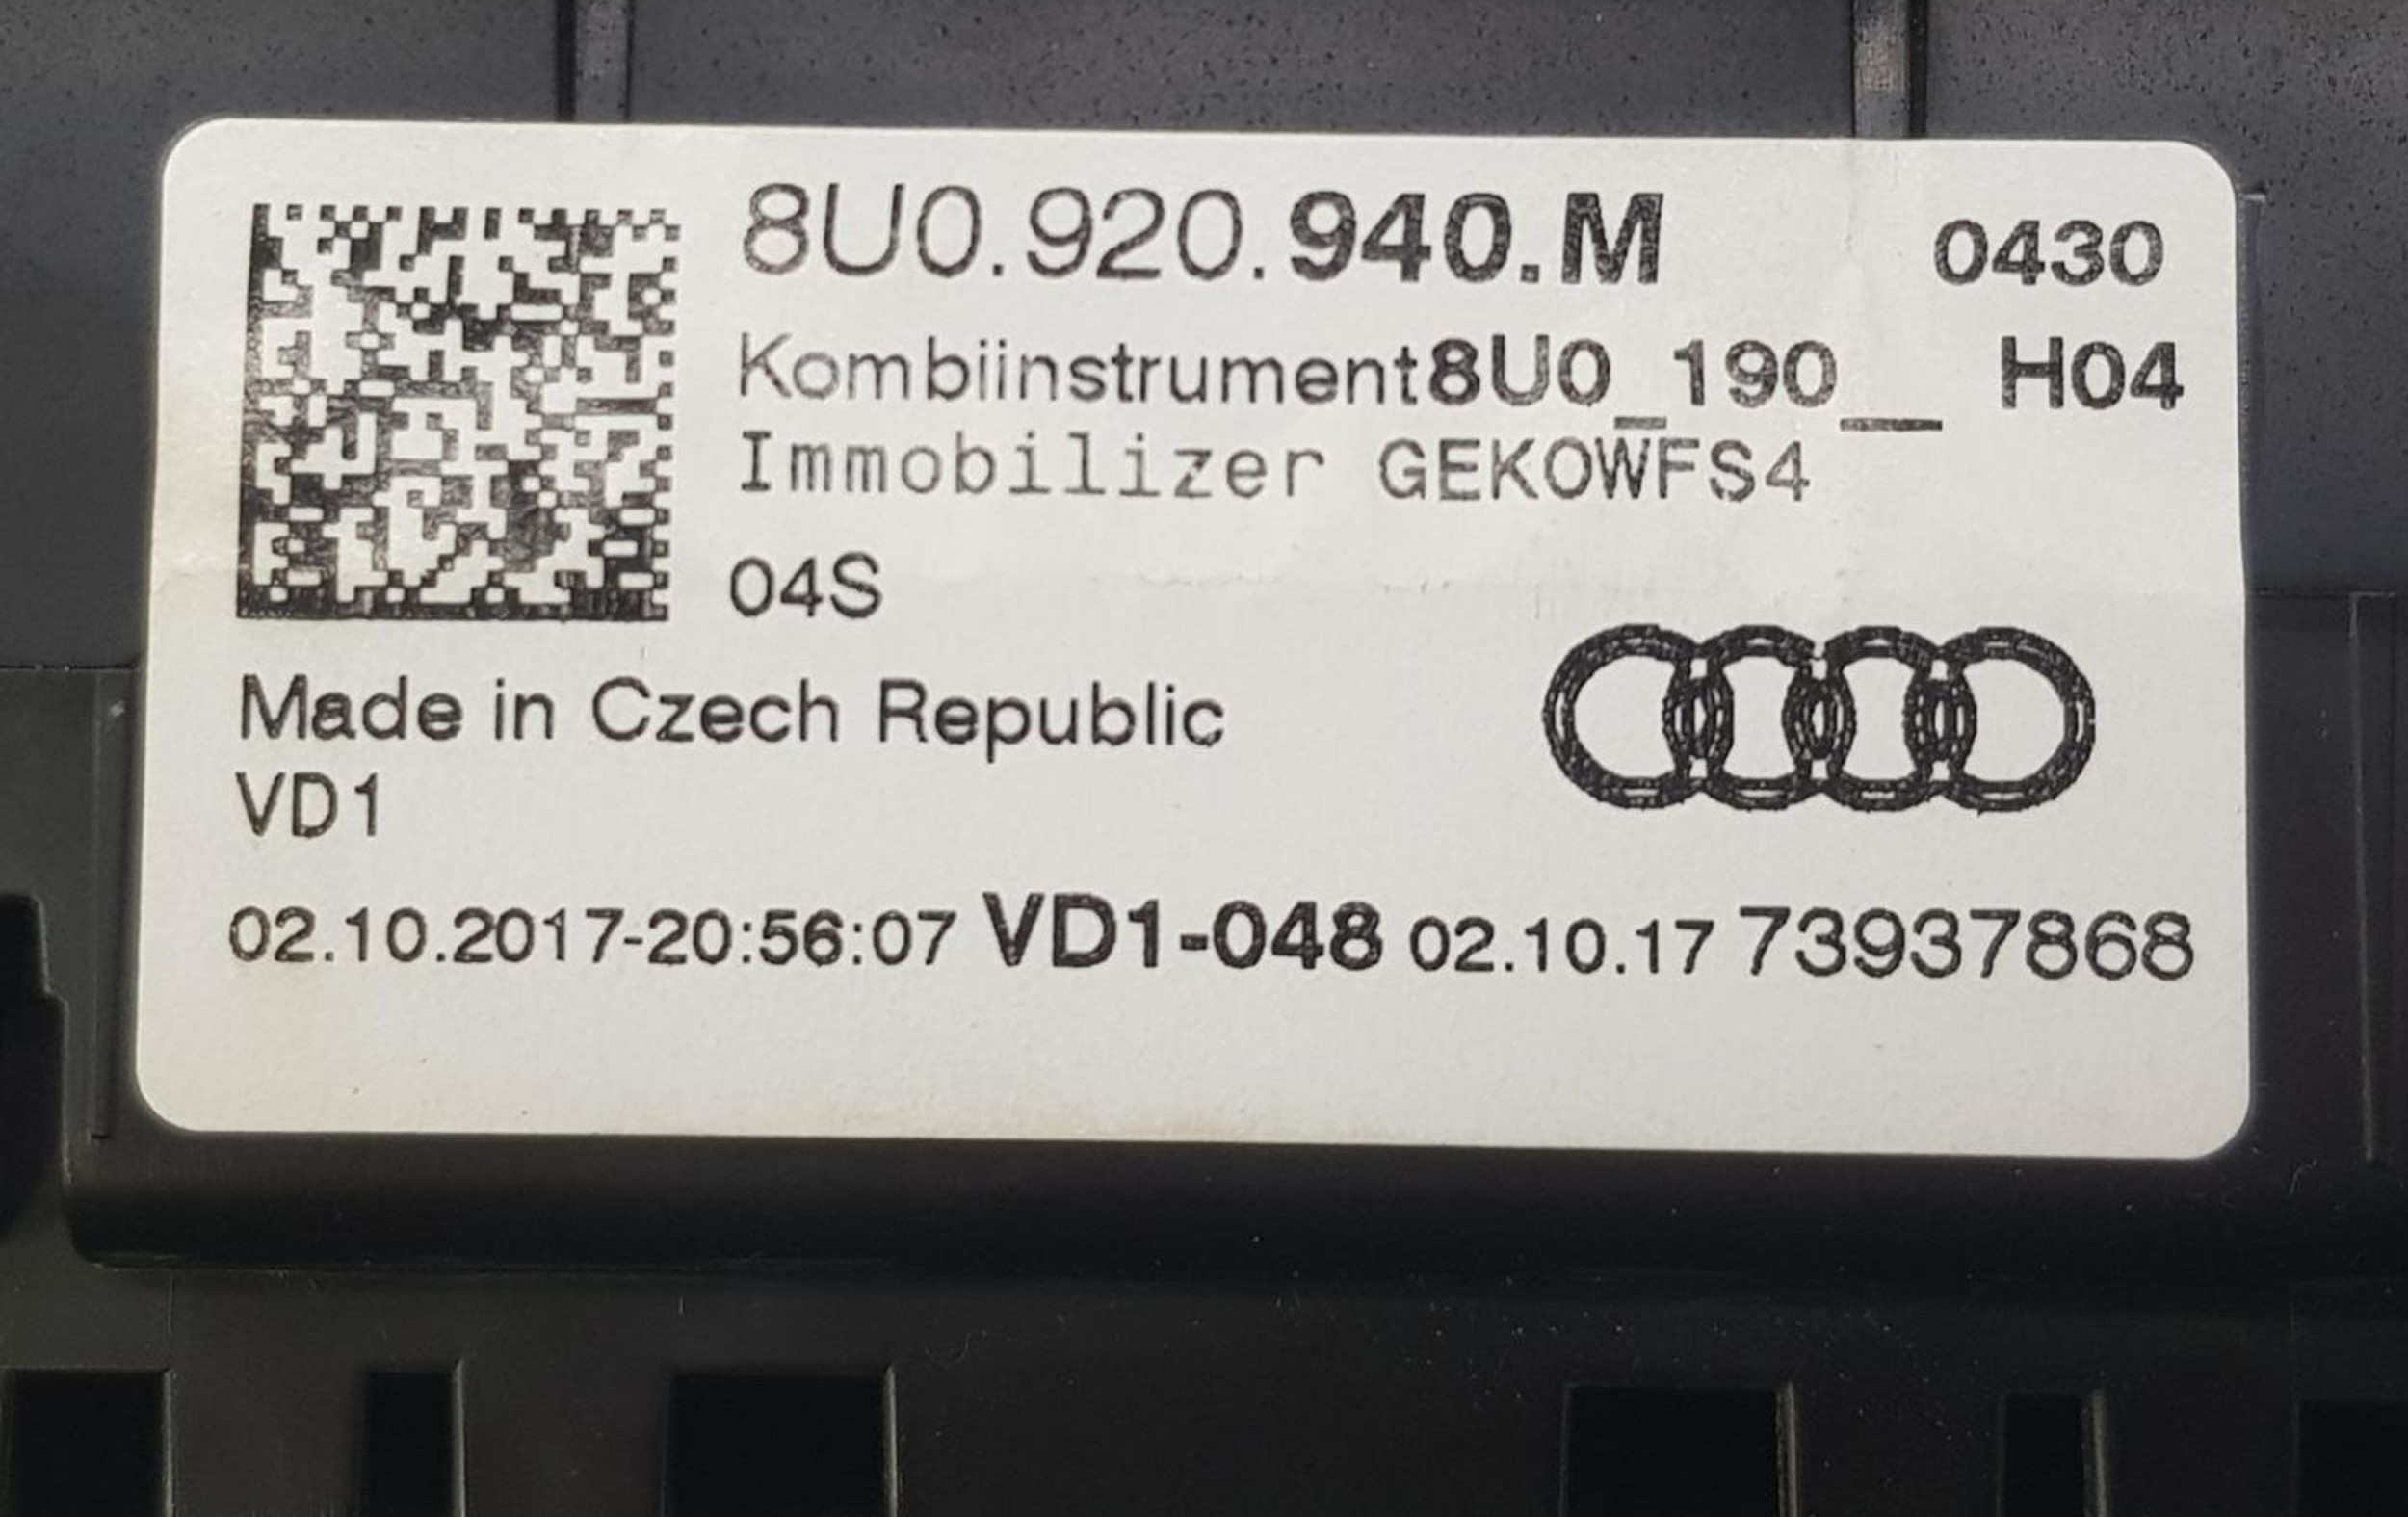 8U0.920.940.M 0430
Kombiinstrument8U0_190__ H04
Immobilizer GEKOWFS4
04S
Made in Czech Republic
VD1
02.10.2017-20:56:07 VD1-048 02.10.17 73937868